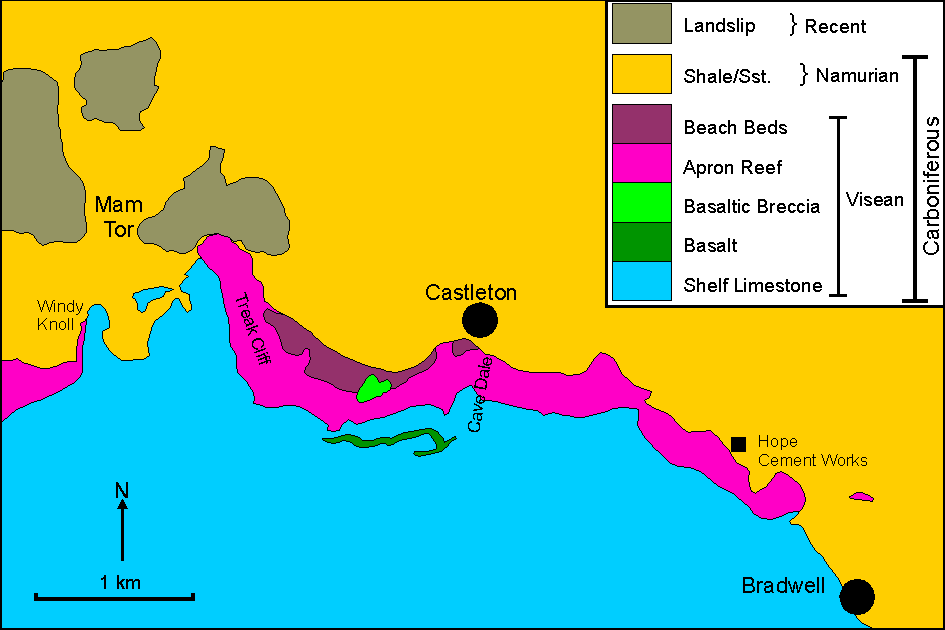 Landslip } Recent
Shale/Sst. } Namurian
Beach Beds
Apron Reef
Basaltic Breccia
Basalt
Shelf Limestone
Visean
Carboniferous
Mam
Tor
Windy
Knoll
Treak Cliff
Castleton
Cave Dale
Hope
Cement Works
N
1 km
Bradwell